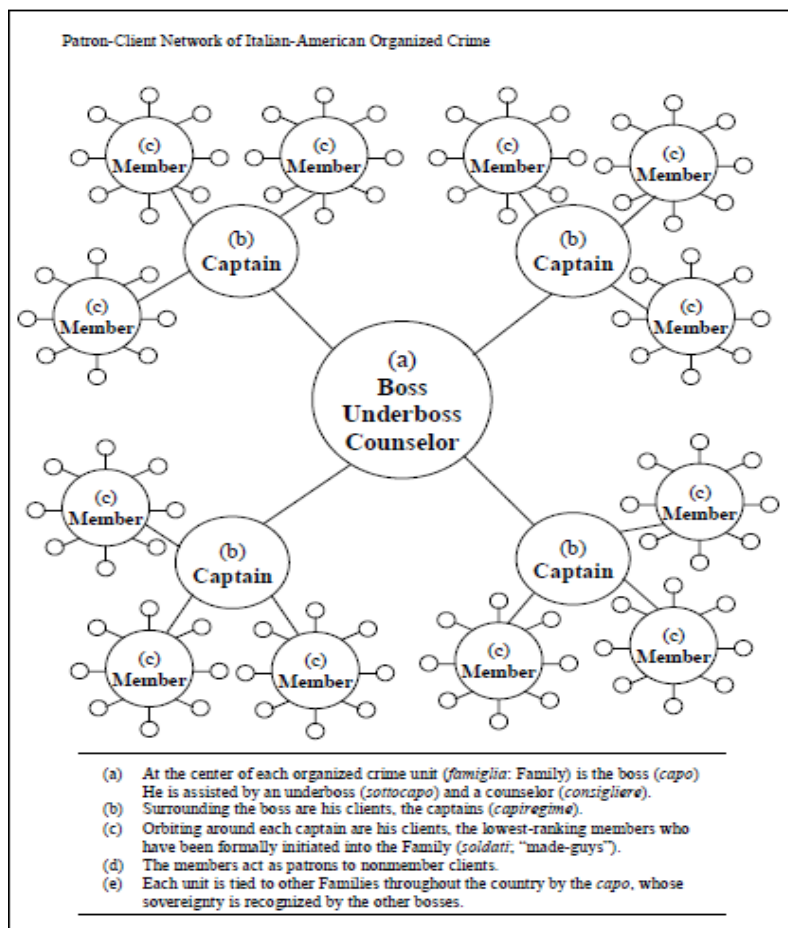 Patron-Client Network of Italian-American Organized Crime
(c)
Member
(c)
Member
(c)
Member
(c)
Member
(b)
Captain
(b)
Captain
(c)
Member
(c)
Member
(a)
Boss
Underboss
Counselor
(c)
Member
(c)
Member
(b)
Captain
(b)
Captain
(c)
Member
(c)
Member
(c)
Member
(c)
Member
(a) At the center of each organized crime unit (famiglia: Family) is the boss (capo)
He is assisted by an underboss (sottocapo) and a counselor (consigliere).
(b) Surrounding the boss are his clients, the captains (capiregime).
(c) Orbiting around each captain are his clients, the lowest-ranking members who
have been formally initiated into the Family (soldati; “made-guys”).
(d) The members act as patrons to nonmember clients.
(e) Each unit is tied to other Families throughout the country by the capo, whose
sovereignty is recognized by the other bosses.